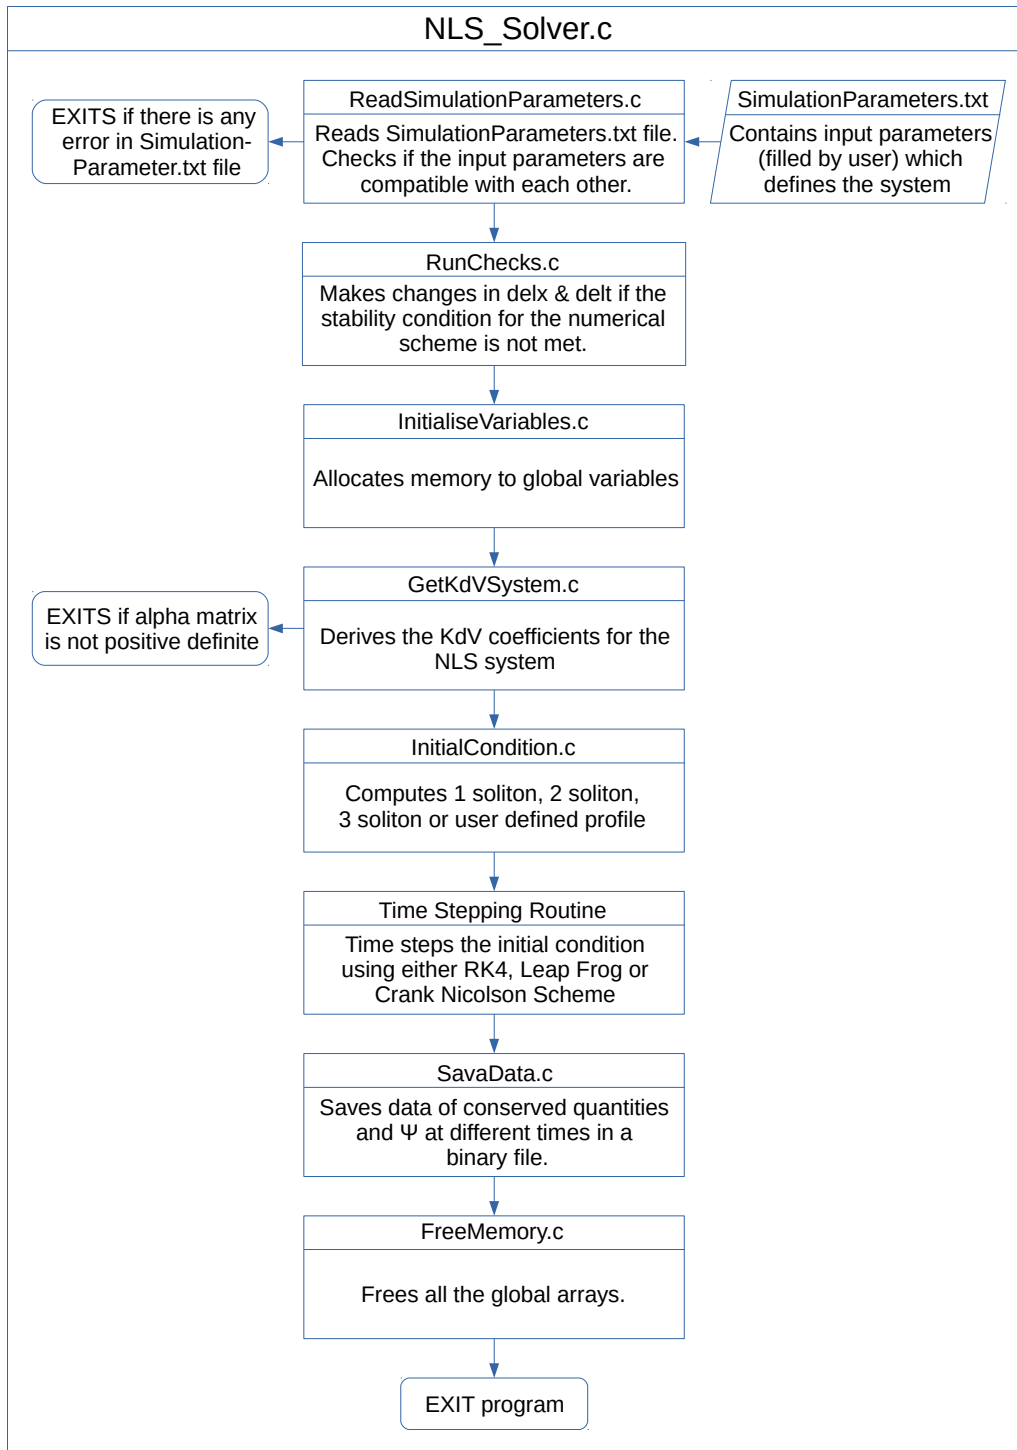 NLS_Solver.c
EXITS if there is any
error in Simulation-
Parameter.txt file
ReadSimulationParameters.c
Reads SimulationParameters.txt file.
Checks if the input parameters are
compatible with each other.
SimulationParameters.txt
Contains input parameters
(filled by user) which
defines the system
RunChecks.c
Makes changes in delx & delt if the
stability condition for the numerical
scheme is not met.
InitialiseVariables.c
Allocates memory to global variables
EXITS if alpha matrix
is not positive definite
GetKdVSystem.c
Derives the KdV coefficients for the
NLS system
InitialCondition.c
Computes 1 soliton, 2 soliton,
3 soliton or user defined profile
Time Stepping Routine
Time steps the initial condition
using either RK4, Leap Frog or
Crank Nicolson Scheme
SavaData.c
Saves data of conserved quantities
and Ψ at different times in a
binary file.
FreeMemory.c
Frees all the global arrays.
EXIT program